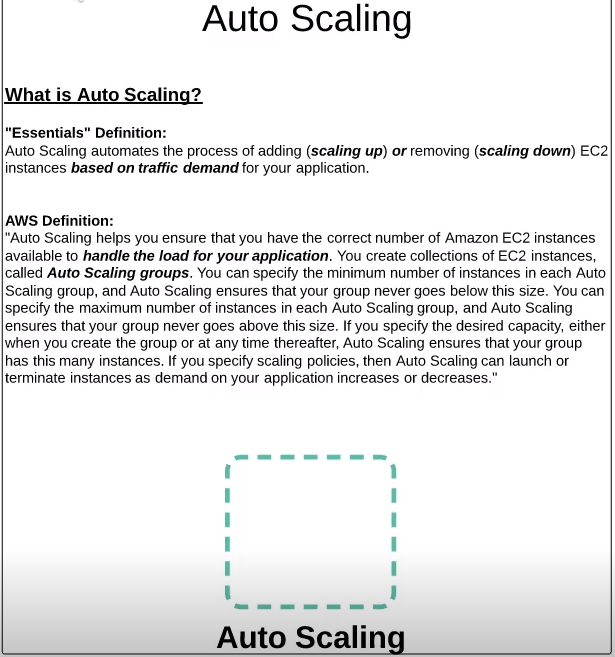 Auto Scaling
What is Auto Scaling?
"Essentials" Definition:
Auto Scaling automates the process of adding (scaling up) or removing (scaling down) EC2
instances based on traffic demand for your application.
AWS Definition:
"Auto Scaling helps you ensure that you have the correct number of Amazon EC2 instances
available to handle the load for your application. You create collections of EC2 instances,
called Auto Scaling groups. You can specify the minimum number of instances in each Auto
Scaling group, and Auto Scaling ensures that your group never goes below this size. You can
specify the maximum number of instances in each Auto Scaling group, and Auto Scaling
ensures that your group never goes above this size. If you specify the desired capacity, either
when you create the group or at any time thereafter, Auto Scaling ensures that your group
has this many instances. If you specify scaling policies, then Auto Scaling can launch or
terminate instances as demand on your application increases or decreases."
Auto Scaling